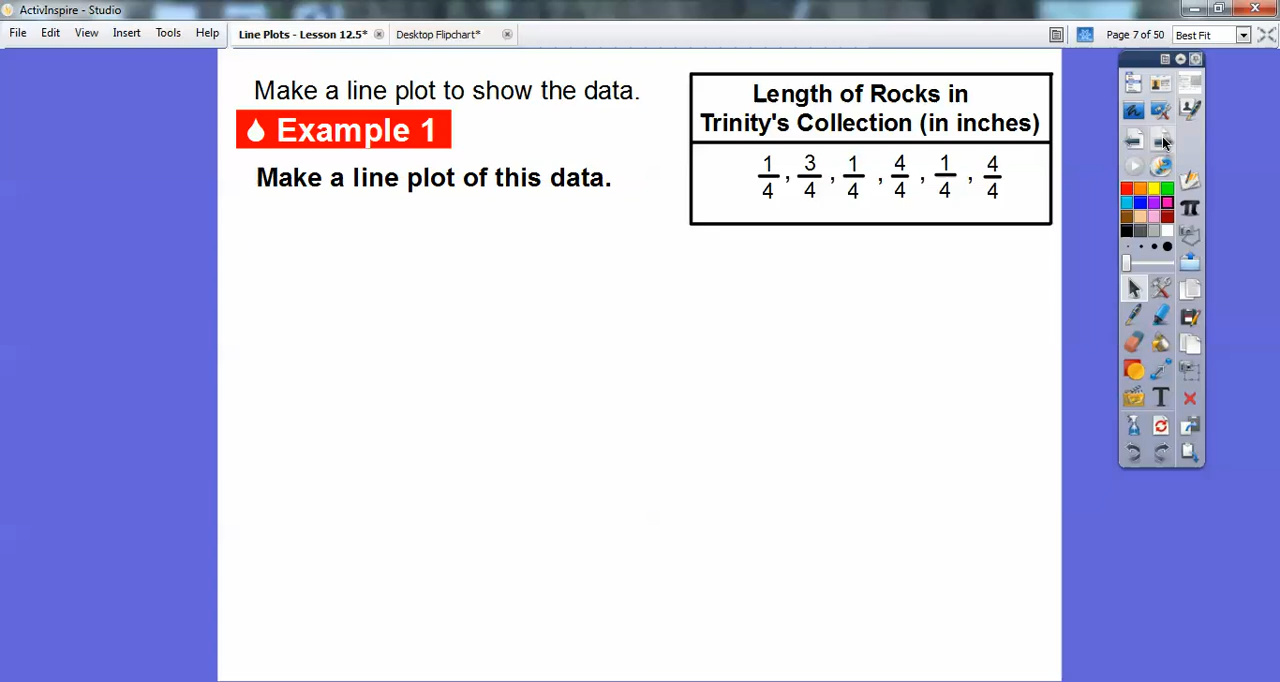 ActivInspire - Studio
File Edit View Insert Tools Help
Line Plots - Lesson 12.5*
Desktop Flipchart*
Page 7 of 50
Best Fit
Make a line plot to show the data.
Example 1
Make a line plot of this data.
Length of Rocks in
Trinity's Collection (in inches)
1/4, 3/4, 1/4, 4/4, 1/4, 4/4